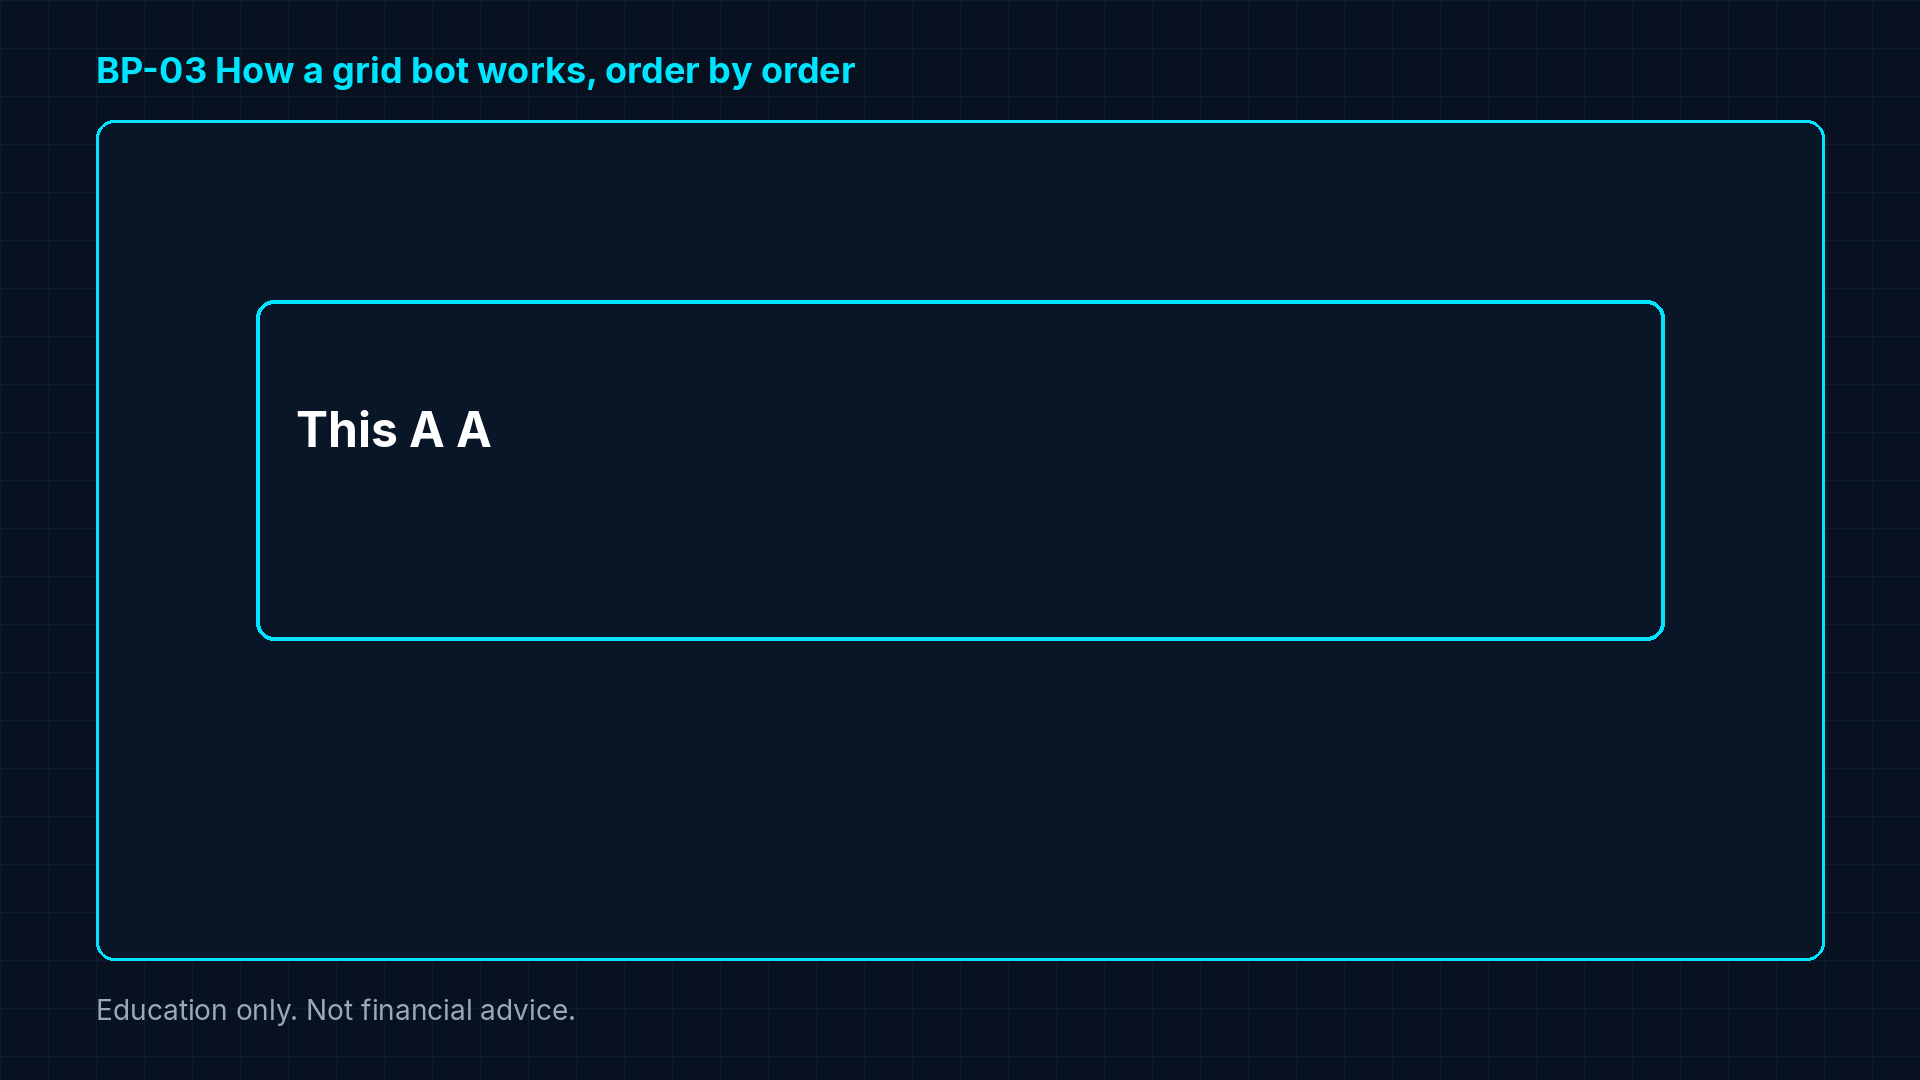 BP-03 How a grid bot works, order by order
This A A
Education only. Not financial advice.